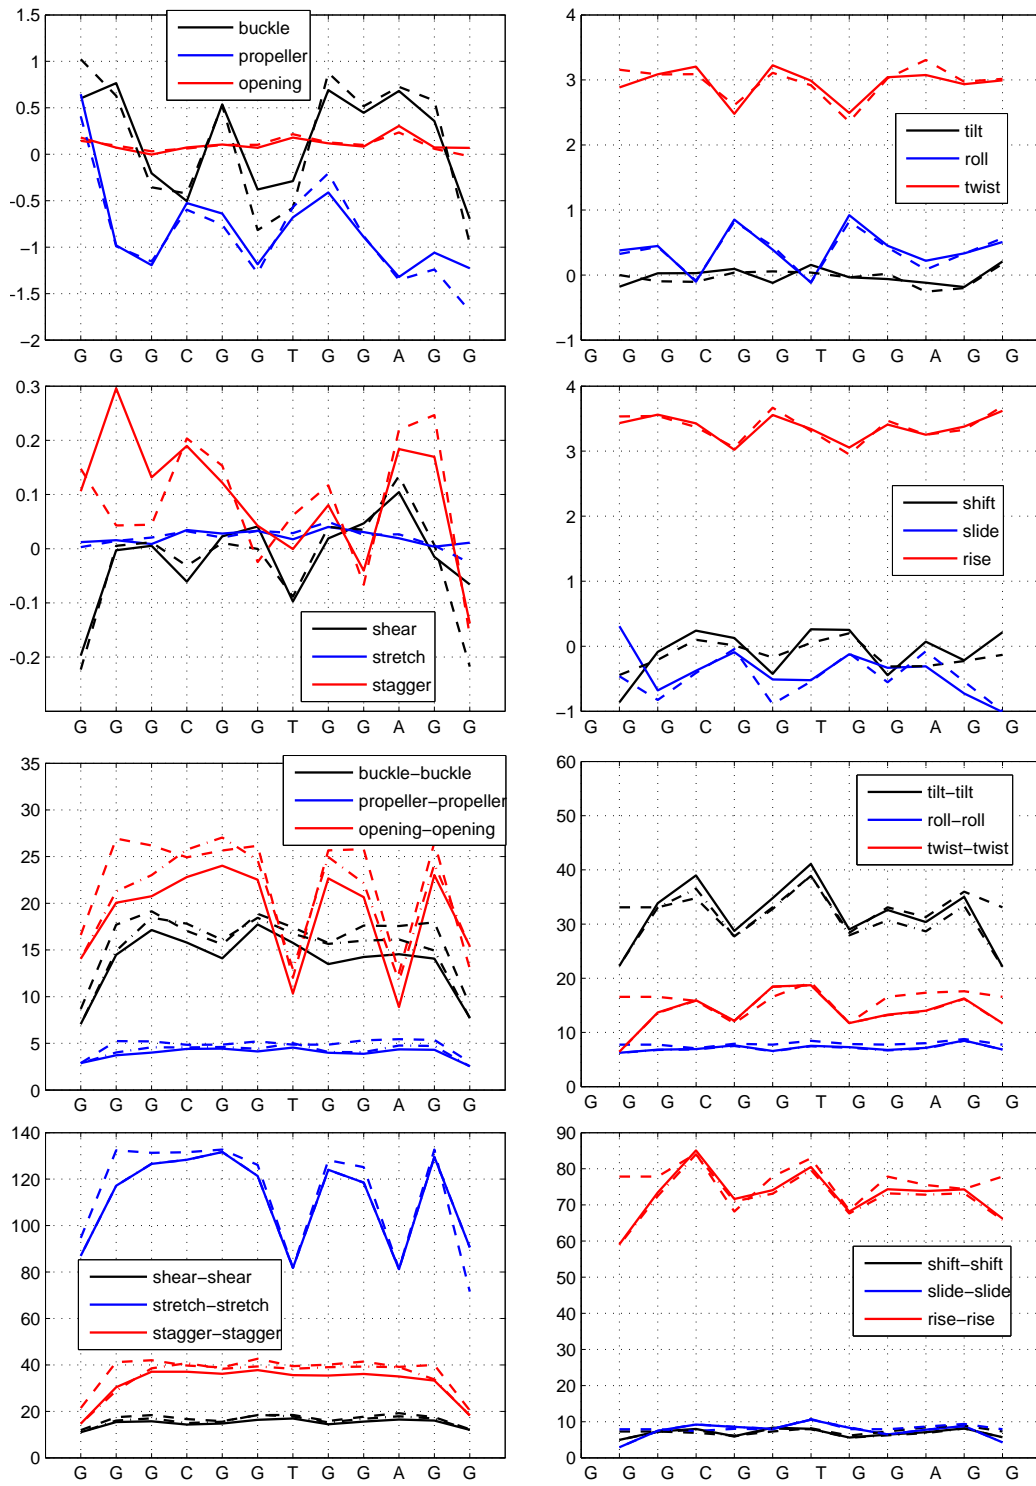 1.5
1
0.5
0
-0.5
-1
-1.5
-2
buckle
propeller
opening
G G G C G G T G G A G G
4
3
2
1
0
−1
tilt
roll
twist
G G G C G G T G G A G G
0.3
0.2
0.1
0
-0.1
-0.2
shear
stretch
stagger
G G G C G G T G G A G G
4
3
2
1
0
−1
shift
slide
rise
G G G C G G T G G A G G
35
30
25
20
15
10
5
0
buckle−buckle
propeller−propeller
opening−opening
G G G C G G T G G A G G
60
50
40
30
20
10
0
tilt−tilt
roll−roll
twist−twist
G G G C G G T G G A G G
140
120
100
80
60
40
20
0
shear−shear
stretch−stretch
stagger−stagger
G G G C G G T G G A G G
90
80
70
60
50
40
30
20
10
0
shift−shift
slide−slide
rise−rise
G G G C G G T G G A G G